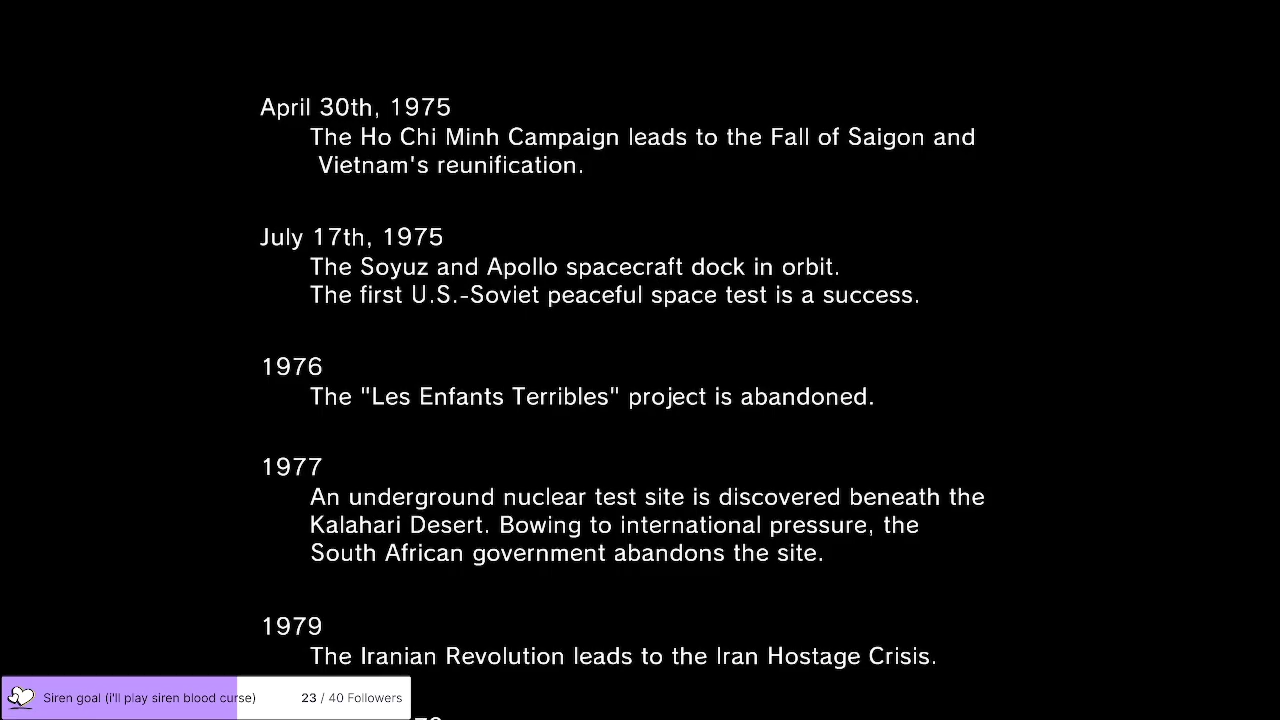 April 30th, 1975
The Ho Chi Minh Campaign leads to the Fall of Saigon and
Vietnam's reunification.
July 17th, 1975
The Soyuz and Apollo spacecraft dock in orbit.
The first U.S.-Soviet peaceful space test is a success.
1976
The "Les Enfants Terribles" project is abandoned.
1977
An underground nuclear test site is discovered beneath the
Kalahari Desert. Bowing to international pressure, the
South African government abandons the site.
1979
The Iranian Revolution leads to the Iran Hostage Crisis.
Siren goal (i'll play siren blood curse) 23 / 40 Followers